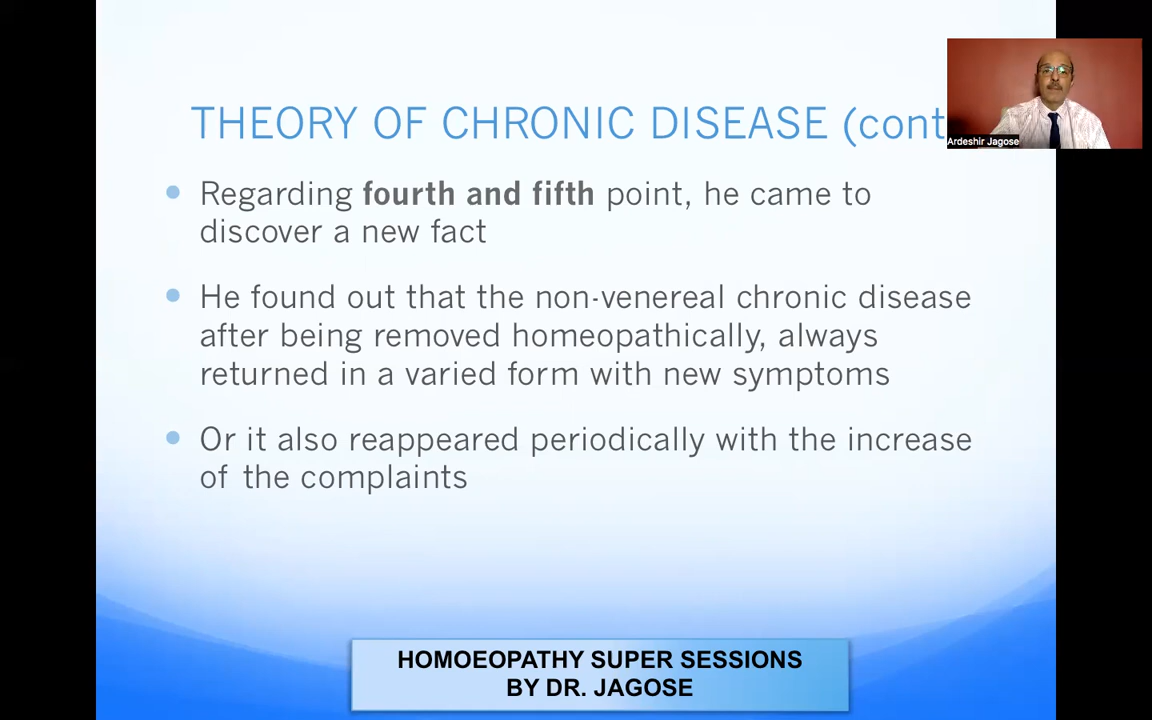 THEORY OF CHRONIC DISEASE (cont
Ardeshir Jagose
Regarding fourth and fifth point, he came to
discover a new fact
He found out that the non-venereal chronic disease
after being removed homeopathically, always
returned in a varied form with new symptoms
Or it also reappeared periodically with the increase
of the complaints
HOMOEOPATHY SUPER SESSIONS
BY DR. JAGOSE